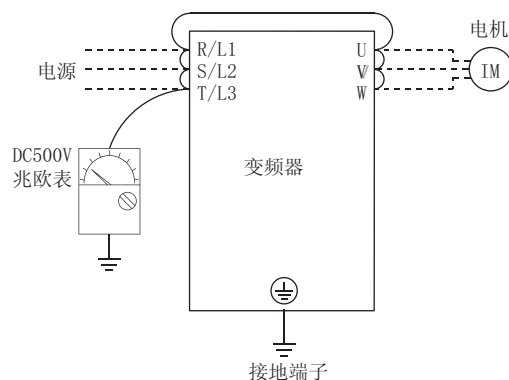 电机
R/L1 U
电源 S/L2 V IM
T/L3 W
DC500V
兆欧表
变频器
接地端子